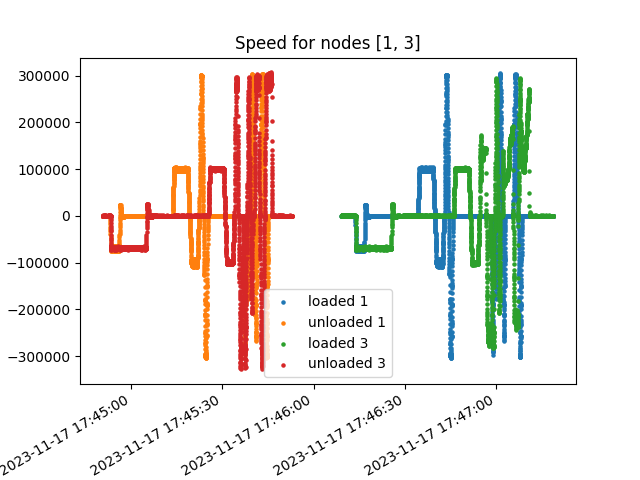 Speed for nodes [1, 3]
300000
200000
100000
0
−100000
−200000
−300000
loaded 1
unloaded 1
loaded 3
unloaded 3
2023-11-17 17:45:00
2023-11-17 17:45:30
2023-11-17 17:46:00
2023-11-17 17:46:30
2023-11-17 17:47:00